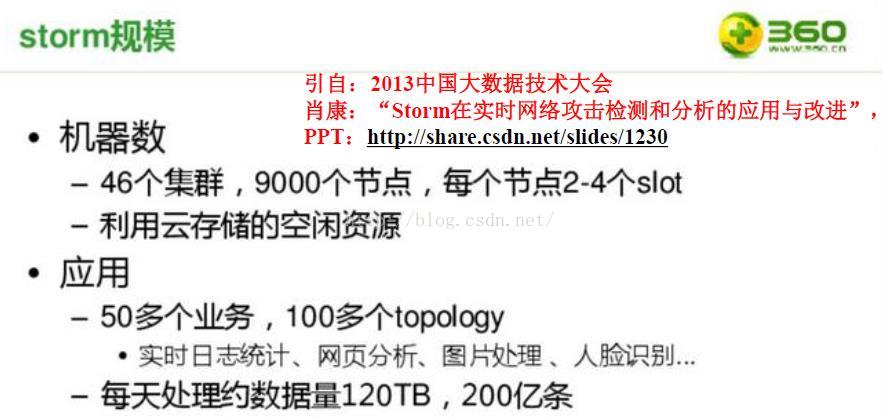 storm规模
360
www.360.cn
引自：2013中国大数据技术大会
肖康：“Storm在实时网络攻击检测和分析的应用与改进”，
PPT：http://share.csdn.net/slides/1230
• 机器数
– 46个集群，9000个节点，每个节点2-4个slot
– 利用云存储的空闲资源
/blog.csdn.net/
• 应用
– 50多个业务，100多个topology
• 实时日志统计、网页分析、图片处理 、人脸识别...
– 每天处理约数据量120TB，200亿条